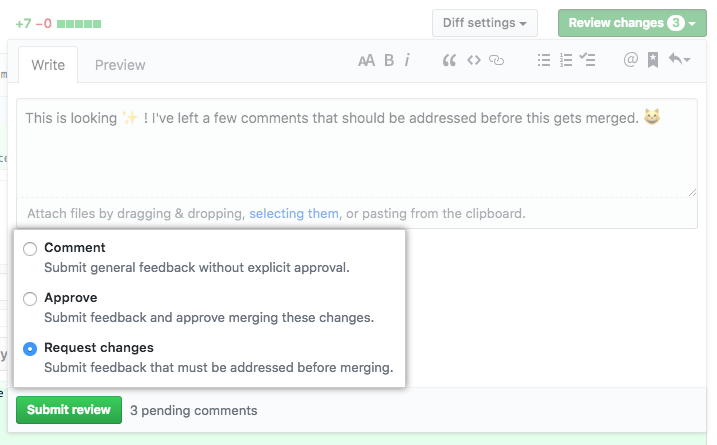 +7 −0
Diff settings
Review changes 3
Write
Preview
AA B i
This is looking ✨ ! I've left a few comments that should be addressed before this gets merged. 😺
Attach files by dragging & dropping, selecting them, or pasting from the clipboard.
Comment
Submit general feedback without explicit approval.
Approve
Submit feedback and approve merging these changes.
Request changes
Submit feedback that must be addressed before merging.
Submit review
3 pending comments